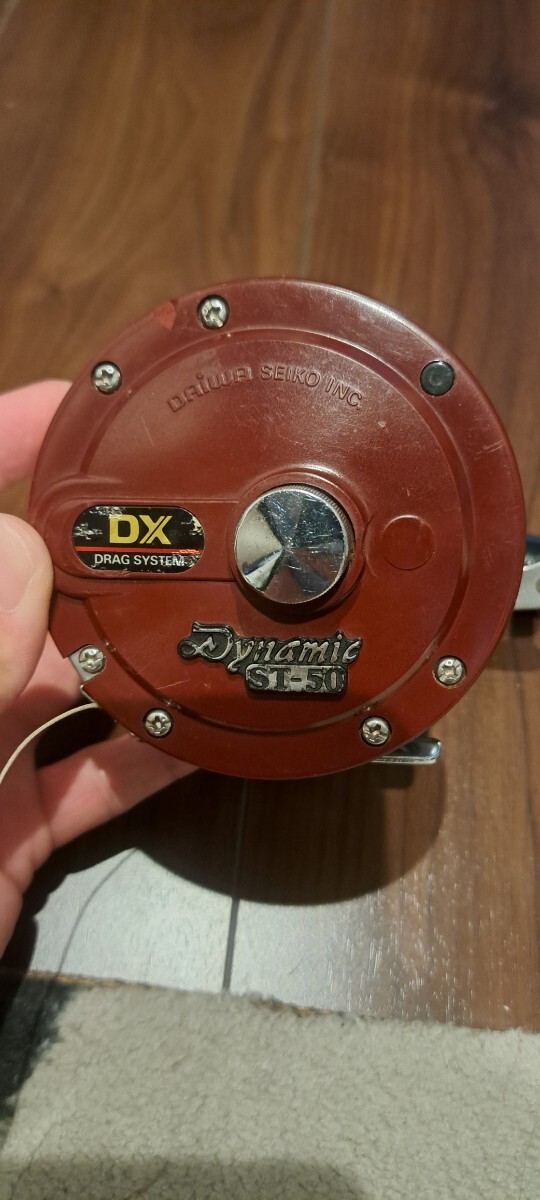 DAiWA SEIKO INC.
DX
DRAG SYSTEM
Dynamic
ST-50